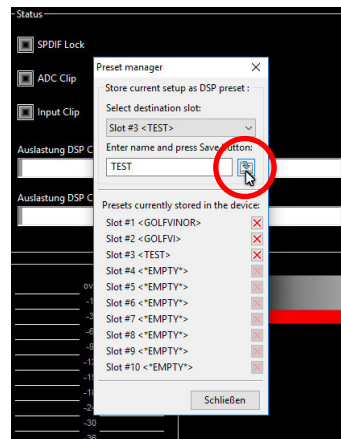 Status
SPDIF Lock
ADC Clip
Input Clip
Auslastung DSP C
Auslastung DSP C
Preset manager
Store current setup as DSP preset :
Select destination slot:
Slot #3 <TEST>
Enter name and press Save button:
TEST
Presets currently stored in the device:
Slot #1 <GOLFVINOR>
Slot #2 <GOLFVI>
Slot #3 <TEST>
Slot #4 <*EMPTY*>
Slot #5 <*EMPTY*>
Slot #6 <*EMPTY*>
Slot #7 <*EMPTY*>
Slot #8 <*EMPTY*>
Slot #9 <*EMPTY*>
Slot #10 <*EMPTY*>
Schließen
-30
-36